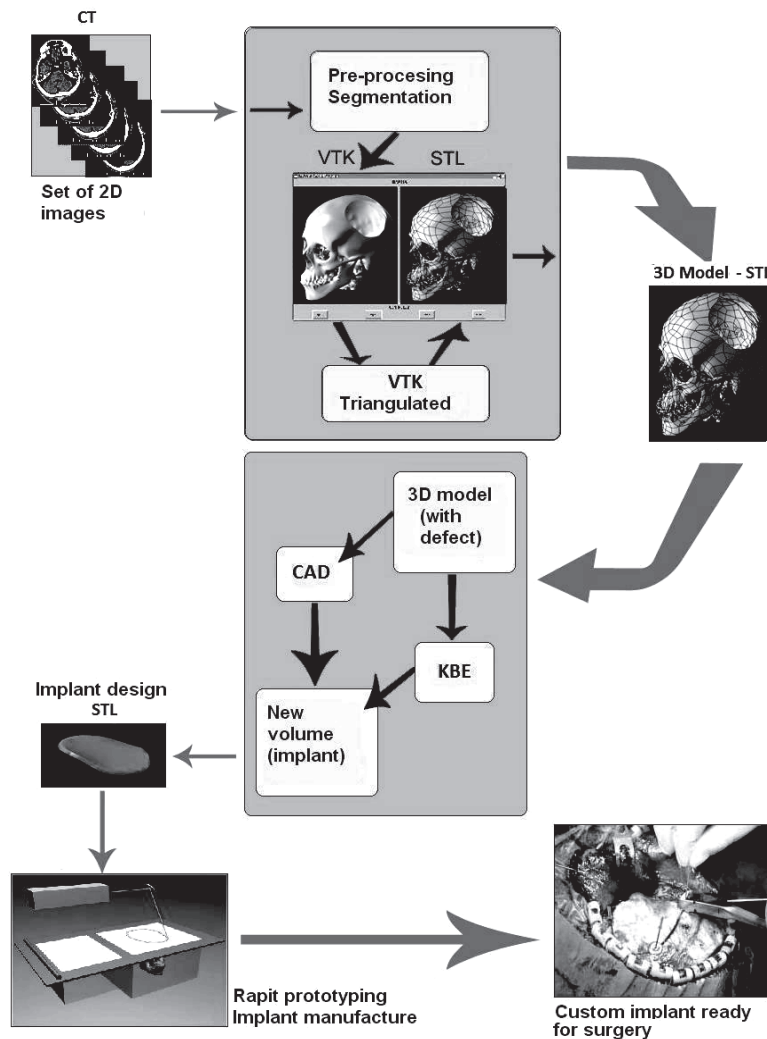 CT
Set of 2D
images
Pre-procesing
Segmentation
VTK STL
VTK
Triangulated
3D Model - STL
3D model
(with
defect)
CAD
KBE
New
volume
(implant)
Implant design
STL
Rapit prototyping
Implant manufacture
Custom implant ready
for surgery